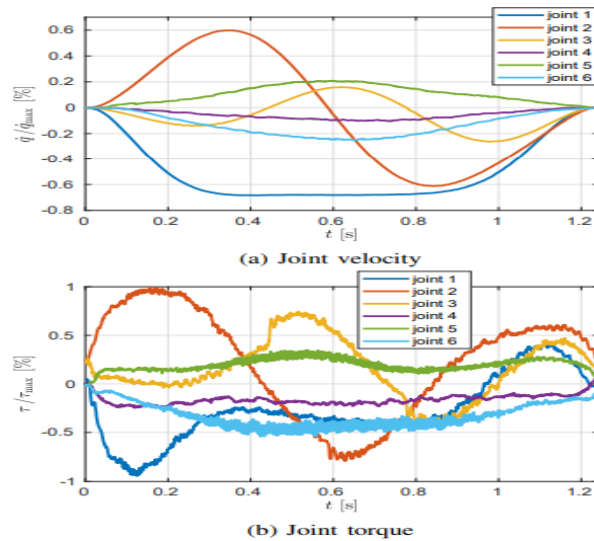 joint 1
joint 2
joint 3
joint 4
joint 5
joint 6
0.6
0.4
0.2
0
-0.2
-0.4
-0.6
-0.8
q̇/q̇max [%]
0 0.2 0.4 0.6 0.8 1 1.2
t [s]
(a) Joint velocity
joint 1
joint 2
joint 3
joint 4
joint 5
joint 6
1
0.5
0
-0.5
-1
τ/τmax [%]
0 0.2 0.4 0.6 0.8 1 1.2
t [s]
(b) Joint torque